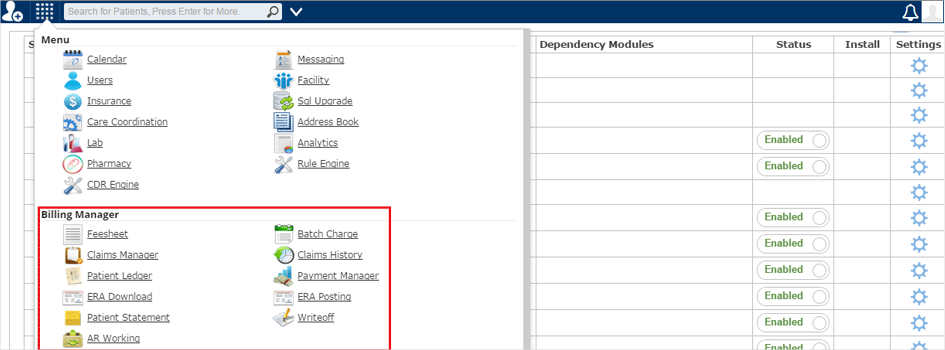 Search for Patients, Press Enter for More.
Menu
S
Dependency Modules Status Install Settings
Calendar Messaging
Users Facility
Insurance Sql Upgrade
Care Coordination Address Book
Lab Analytics
Enabled
Pharmacy Rule Engine
Enabled
CDR Engine
Billing Manager
Enabled
Feesheet Batch Charge
Enabled
Claims Manager Claims History
Patient Ledger Payment Manager
Enabled
ERA Download ERA Posting
Enabled
Patient Statement Writeoff
Enabled
AR Working
Enabled